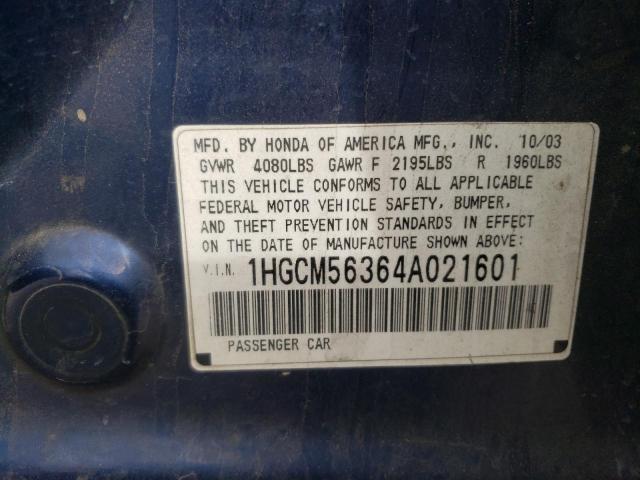 MFD. BY HONDA OF AMERICA MFG., INC. 10/03
GVWR 4080LBS GAWR F 2195LBS R 1960LBS
THIS VEHICLE CONFORMS TO ALL APPLICABLE
FEDERAL MOTOR VEHICLE SAFETY, BUMPER,
AND THEFT PREVENTION STANDARDS IN EFFECT
ON THE DATE OF MANUFACTURE SHOWN ABOVE:
V.I.N. 1HGCM56364A021601
PASSENGER CAR